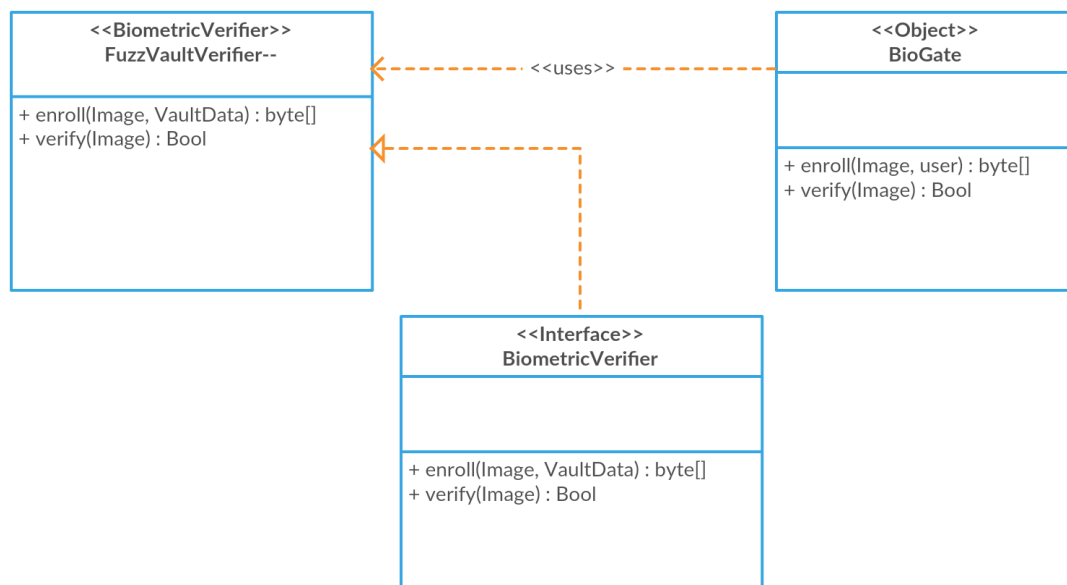 <<BiometricVerifier>>
FuzzVaultVerifier--
+ enroll(Image, VaultData) : byte[]
+ verify(Image) : Bool
<<uses>>
<<Object>>
BioGate
+ enroll(Image, user) : byte[]
+ verify(Image) : Bool
<<Interface>>
BiometricVerifier
+ enroll(Image, VaultData) : byte[]
+ verify(Image) : Bool